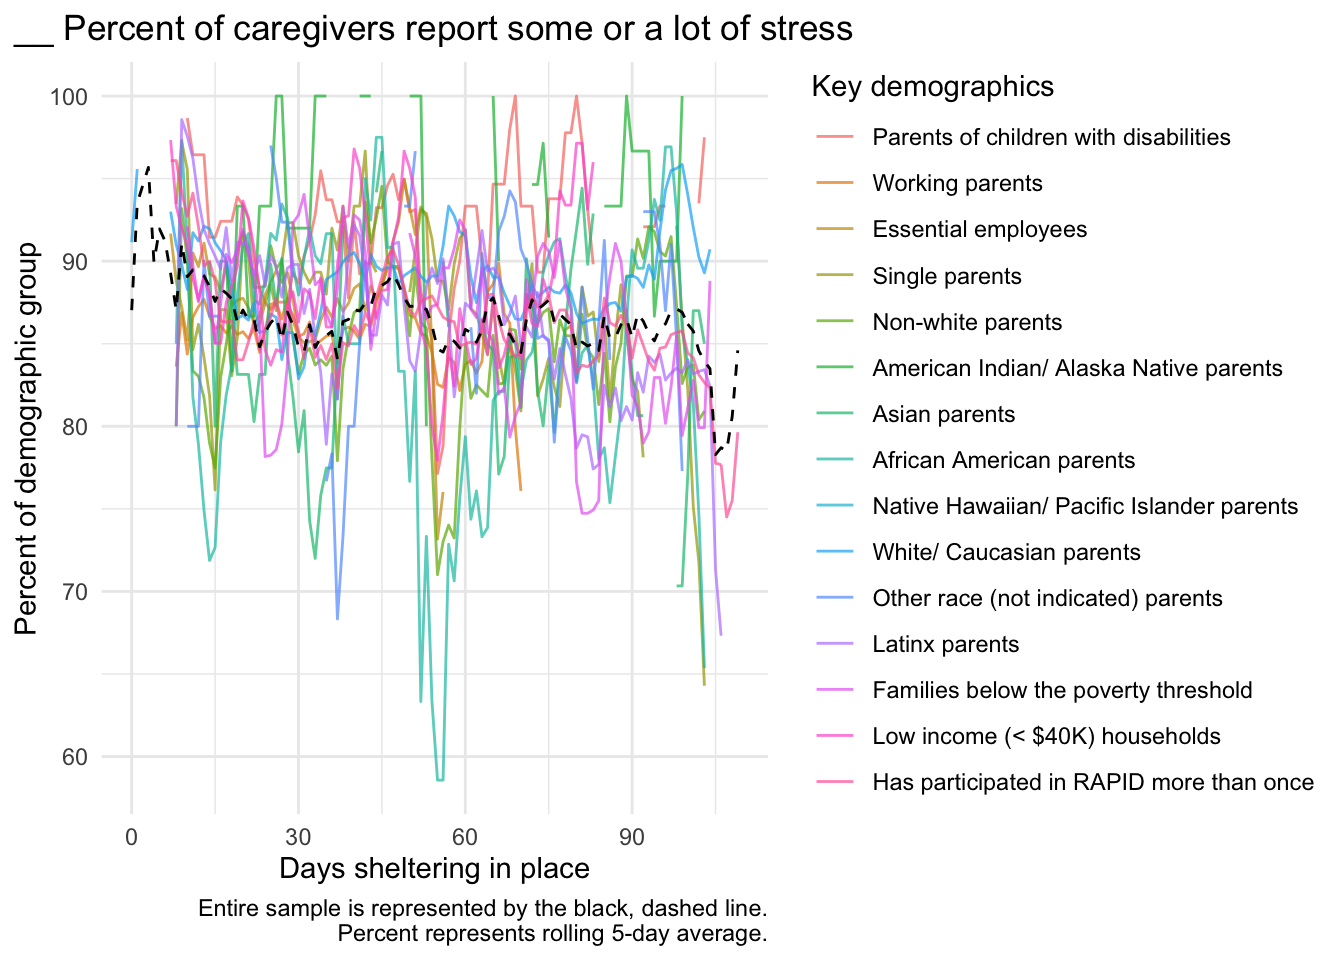 __ Percent of caregivers report some or a lot of stress
Percent of demographic group
100
90
80
70
60
0 30 60 90
Days sheltering in place
Entire sample is represented by the black, dashed line.
Percent represents rolling 5-day average.
Key demographics
Parents of children with disabilities
Working parents
Essential employees
Single parents
Non-white parents
American Indian/ Alaska Native parents
Asian parents
African American parents
Native Hawaiian/ Pacific Islander parents
White/ Caucasian parents
Other race (not indicated) parents
Latinx parents
Families below the poverty threshold
Low income (< $40K) households
Has participated in RAPID more than once